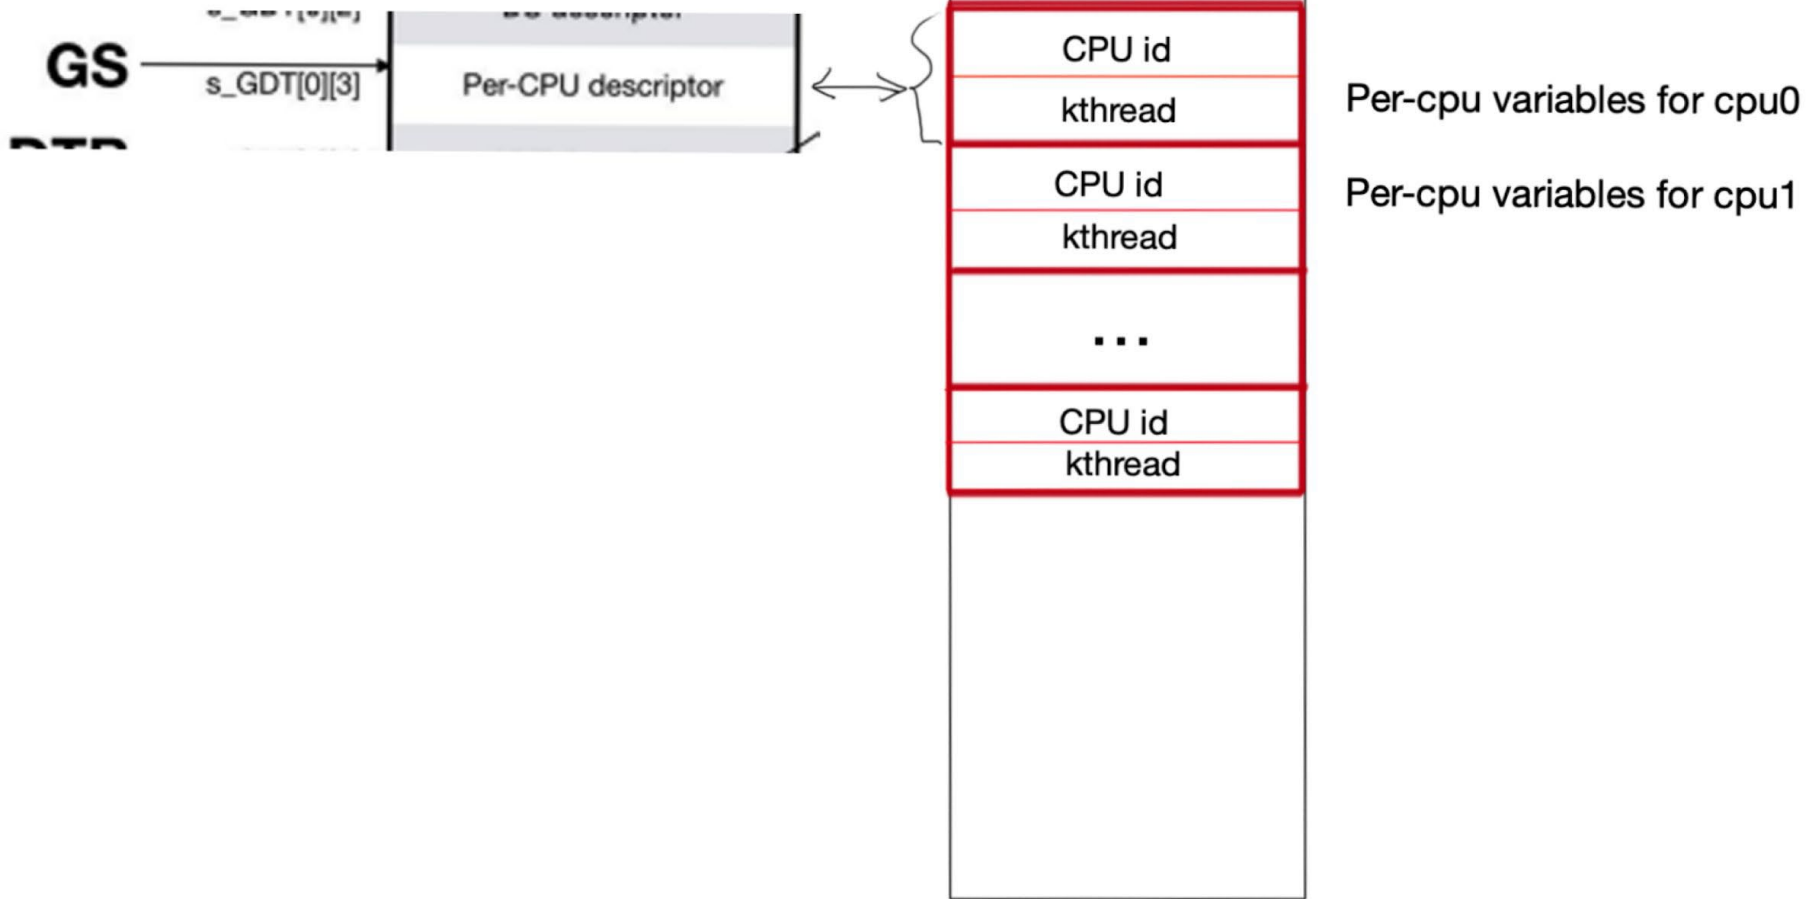 GS
s_GDT[0][3]
Per-CPU descriptor
CPU id
kthread
Per-cpu variables for cpu0
CPU id
kthread
Per-cpu variables for cpu1
...
CPU id
kthread